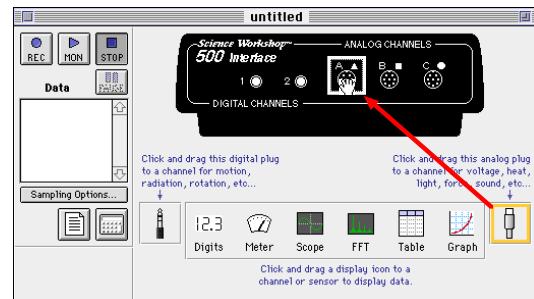 untitled
REC
MON
STOP
PAUSE
Data
Sampling Options...
Science Workshop™
500 Interface
ANALOG CHANNELS
A
B
C
1
2
DIGITAL CHANNELS
Click and drag this digital plug
to a channel for motion,
radiation, rotation, etc...
Click and drag this analog plug
to a channel for voltage, heat,
light, force, sound, etc...
12.3
Digits
Meter
Scope
FFT
Table
Graph
Click and drag a display icon to a
channel or sensor to display data.